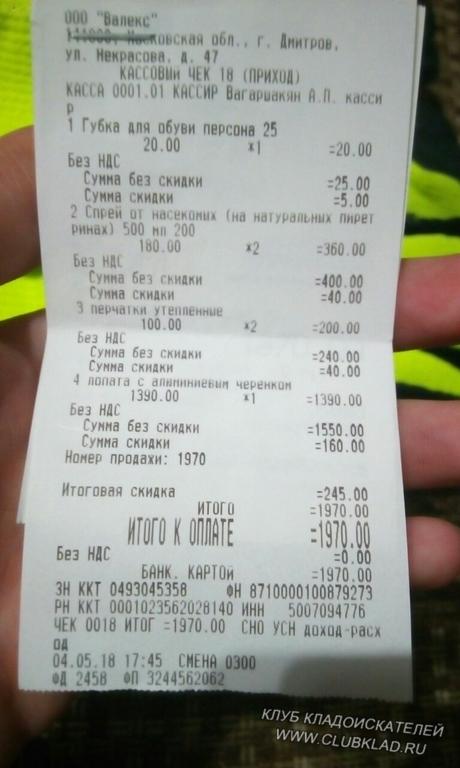 ООО "Валекс"
Московская обл., г. Дмитров,
ул. Некрасова, д. 47
КАССОВЫЙ ЧЕК 18 (ПРИХОД)
КАССА 0001.01 КАССИР Вагаршакян А.П. касси
р
1 Губка для обуви персона 25
20.00 *1 =20.00
Без НДС
Сумма без скидки =25.00
Сумма скидки =5.00
2 Спрей от насекомых (на натуральных пирет
ринах) 500 мл 200
180.00 *2 =360.00
Без НДС
Сумма без скидки =400.00
Сумма скидки =40.00
3 перчатки утепленные
100.00 *2 =200.00
Без НДС
Сумма без скидки =240.00
Сумма скидки =40.00
4 лопата с алюминиевым черенком
1390.00 *1 =1390.00
Без НДС
Сумма без скидки =1550.00
Сумма скидки =160.00
Номер продажи: 1970
Итоговая скидка =245.00
ИТОГО =1970.00
ИТОГО К ОПЛАТЕ =1970.00
Без НДС =0.00
БАНК. КАРТОЙ =1970.00
ЗН ККТ 0493045358 ФН 8710000100879273
РН ККТ 0001023562028140 ИНН 5007094776
ЧЕК 0018 ИТОГ =1970.00 СНО УСН доход-расх
од
04.05.18 17:45 СМЕНА 0300
ФД 2458 ФП 3244562062
КЛУБ КЛАДОИСКАТЕЛЕЙ
WWW.CLUBKLAD.RU